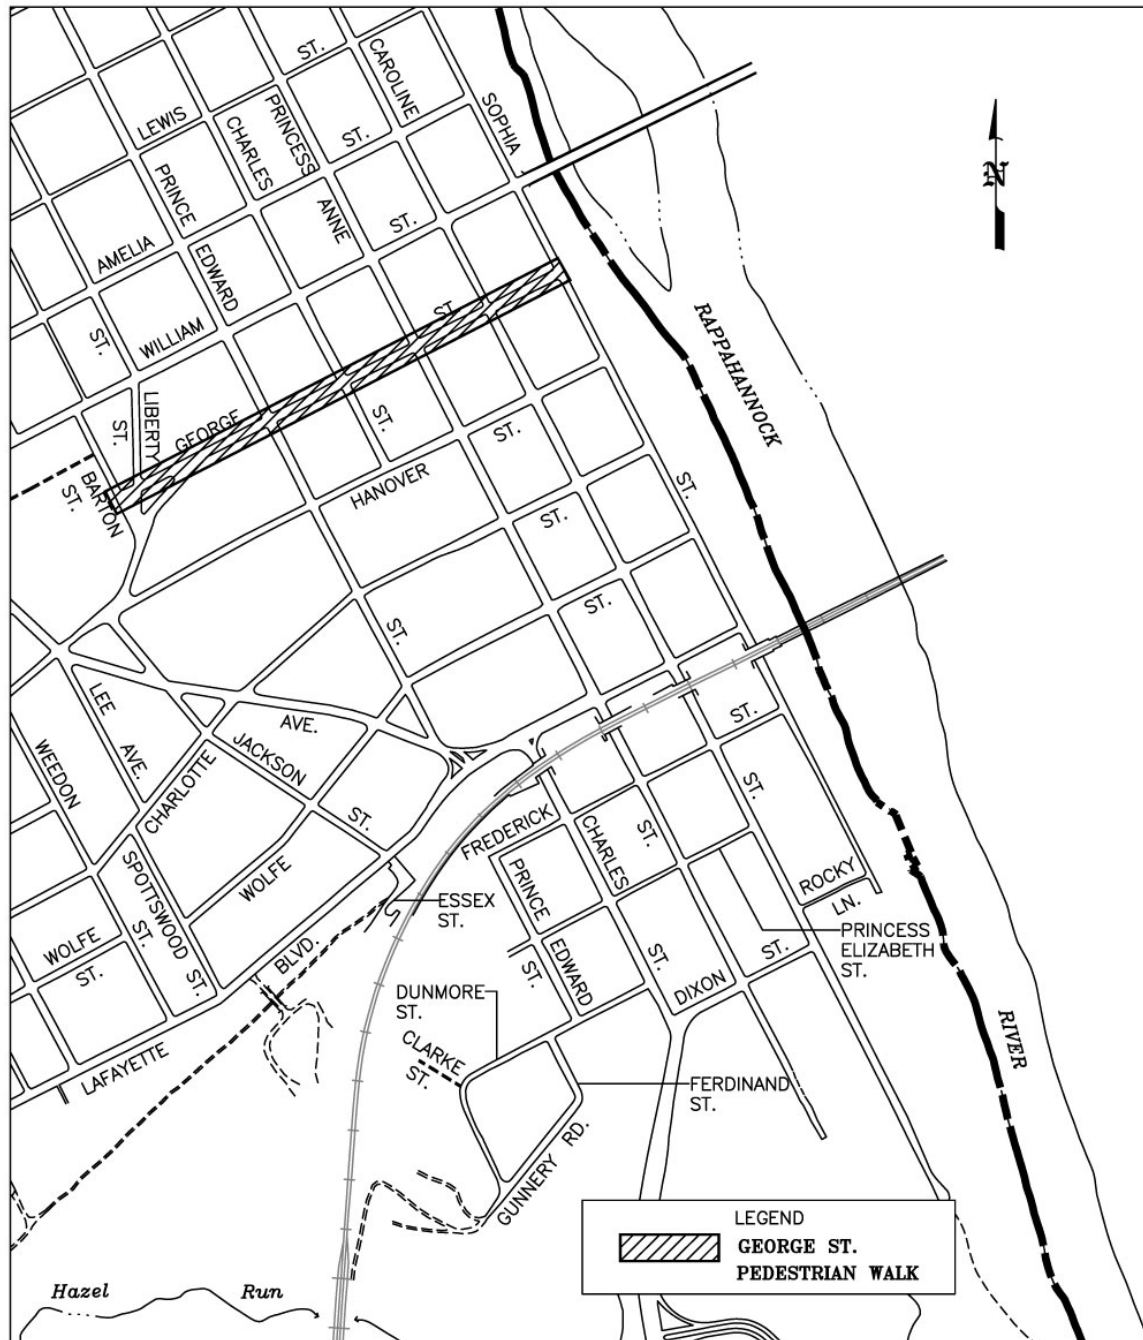 ST.
CAROLINE
SOPHIA
LEWIS
CHARLES
PRINCESS
ST.
N
PRINCE
ANNE
ST.
AMELIA
EDWARD
ST.
WILLIAM
ST.
RAPPAHANNOCK
LIBERTY
ST.
GEORGE
ST.
ST.
BARTON
ST.
HANOVER
ST.
ST.
ST.
ST.
LEE
AVE.
AVE.
JACKSON
WEEDON
CHARLOTTE
ST.
ST.
ST.
FREDERICK
CHARLES
ST.
PRINCE
ROCKY
LN.
WOLFE
SPOTTSWOOD
ST.
ESSEX
ST.
WOLFE
ST.
ST.
BLVD.
EDWARD
ST.
ST.
DIXON
ST.
PRINCESS
ELIZABETH
ST.
DUNMORE
ST.
CLARKE
ST.
LAFAYETTE
FERDINAND
ST.
RIVER
GUNNERY RD.
LEGEND
GEORGE ST.
PEDESTRIAN WALK
Hazel Run